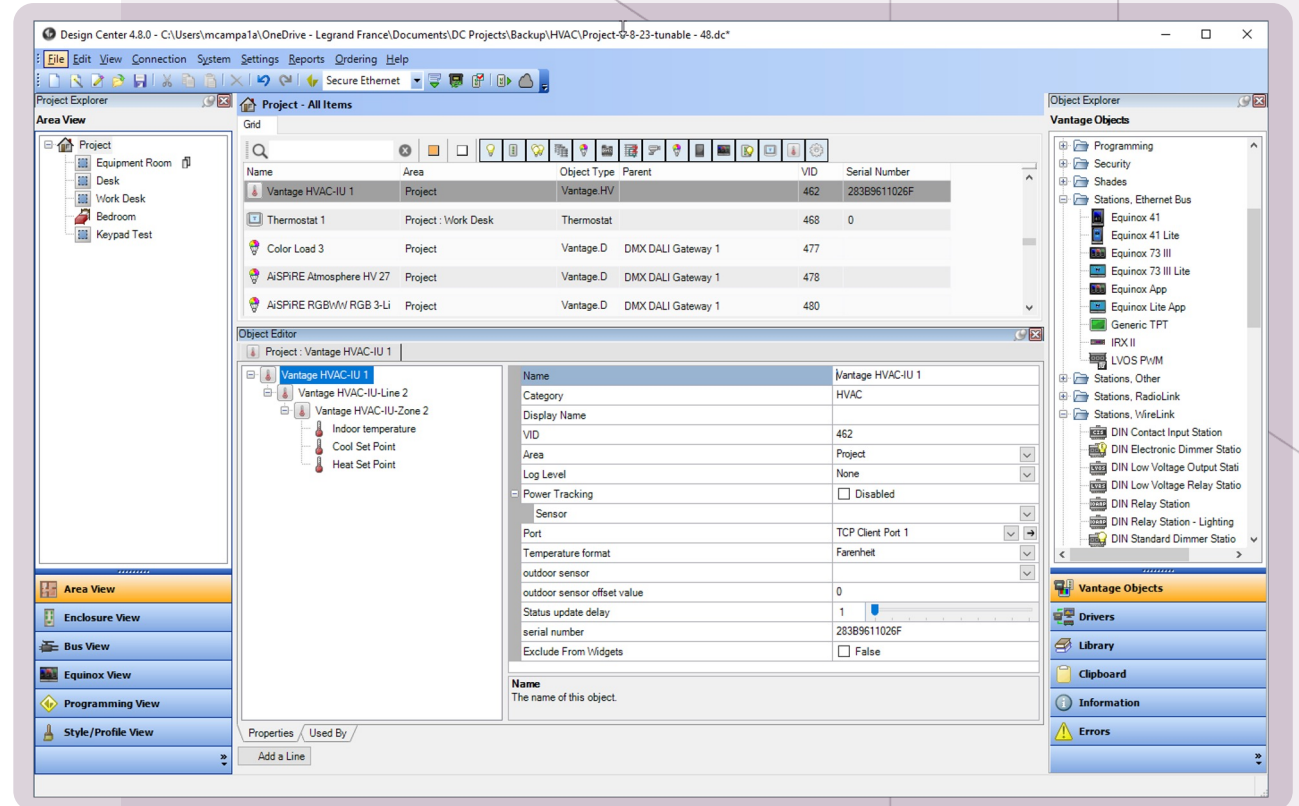 Design Center 4.8.0 - C:\Users\mcampa1a\OneDrive - Legrand France\Documents\DC Projects\Backup\HVAC\Project-9-8-23-tunable - 48.dc*
File Edit View Connection System Settings Reports Ordering Help
Secure Ethernet
Project Explorer
Area View
Project
Equipment Room
Desk
Work Desk
Bedroom
Keypad Test
Area View
Enclosure View
Bus View
Equinox View
Programming View
Style/Profile View
Project - All Items
Grid
Name Area Object Type Parent VID Serial Number
Vantage HVAC-IU 1 Project Vantage.HV 462 283B9611026F
Thermostat 1 Project : Work Desk Thermostat 468 0
Color Load 3 Project Vantage.D DMX DALI Gateway 1 477
AiSPiRE Atmosphere HV 27 Project Vantage.D DMX DALI Gateway 1 478
AiSPiRE RGBWW RGB 3-Li Project Vantage.D DMX DALI Gateway 1 480
Object Editor
Project : Vantage HVAC-IU 1
Vantage HVAC-IU 1
Vantage HVAC-IU-Line 2
Vantage HVAC-IU-Zone 2
Indoor temperature
Cool Set Point
Heat Set Point
Name Vantage HVAC-IU 1
Category HVAC
Display Name
VID 462
Area Project
Log Level None
Power Tracking Disabled
Sensor
Port TCP Client Port 1
Temperature format Farenheit
outdoor sensor
outdoor sensor offset value 0
Status update delay 1
serial number 283B9611026F
Exclude From Widgets False
Name
The name of this object.
Properties Used By
Add a Line
Object Explorer
Vantage Objects
Programming
Security
Shades
Stations, Ethernet Bus
Equinox 41
Equinox 41 Lite
Equinox 73 III
Equinox 73 III Lite
Equinox App
Equinox Lite App
Generic TPT
IRX II
LVOS PWM
Stations, Other
Stations, RadioLink
Stations, WireLink
DIN Contact Input Station
DIN Electronic Dimmer Statio
DIN Low Voltage Output Stati
DIN Low Voltage Relay Statio
DIN Relay Station
DIN Relay Station - Lighting
DIN Standard Dimmer Statio
Vantage Objects
Drivers
Library
Clipboard
Information
Errors